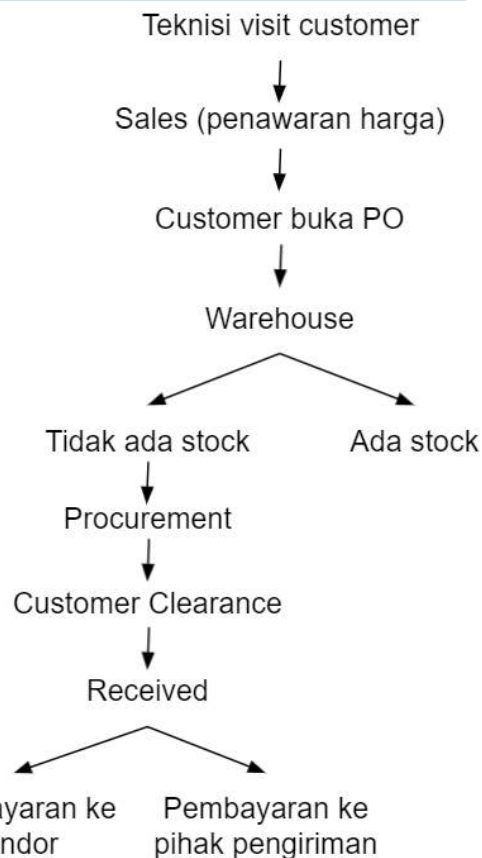 Teknisi visit customer
Sales (penawaran harga)
Customer buka PO
Warehouse
Tidak ada stock
Ada stock
Procurement
Customer Clearance
Received
ke
Pembayaran ke
pihak pengiriman